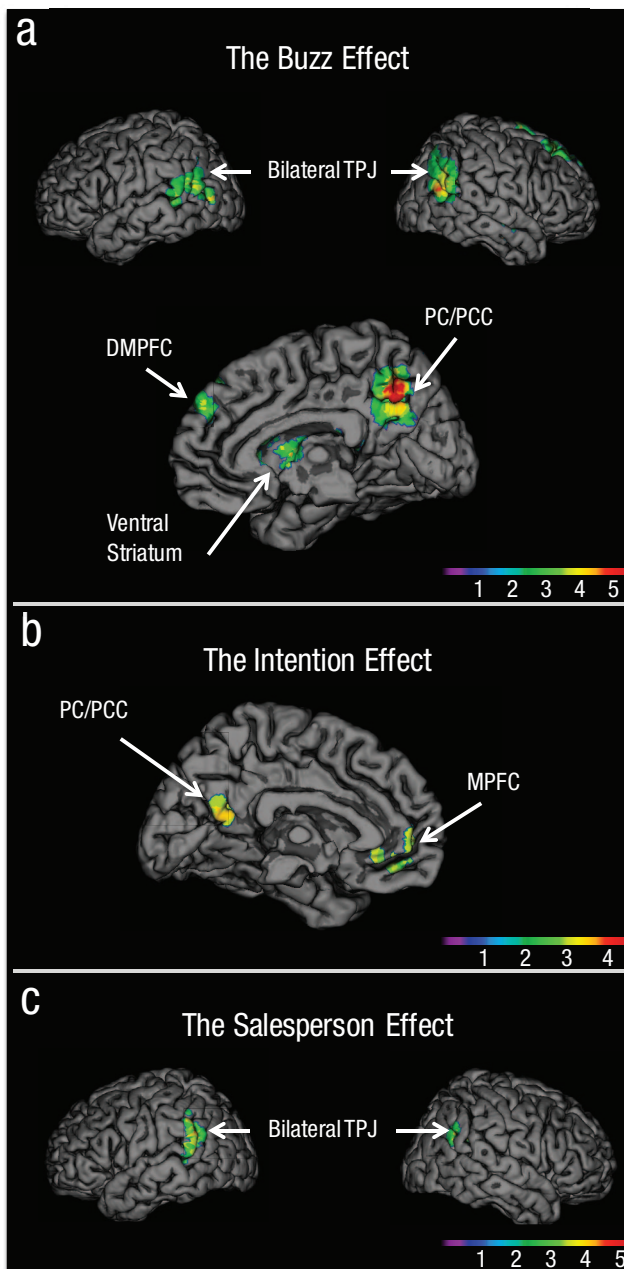 a
The Buzz Effect
Bilateral TPJ
PC/PCC
DMPFC
Ventral
Striatum
1 2 3 4 5
b
The Intention Effect
PC/PCC
MPFC
1 2 3 4
c
The Salesperson Effect
Bilateral TPJ
1 2 3 4 5